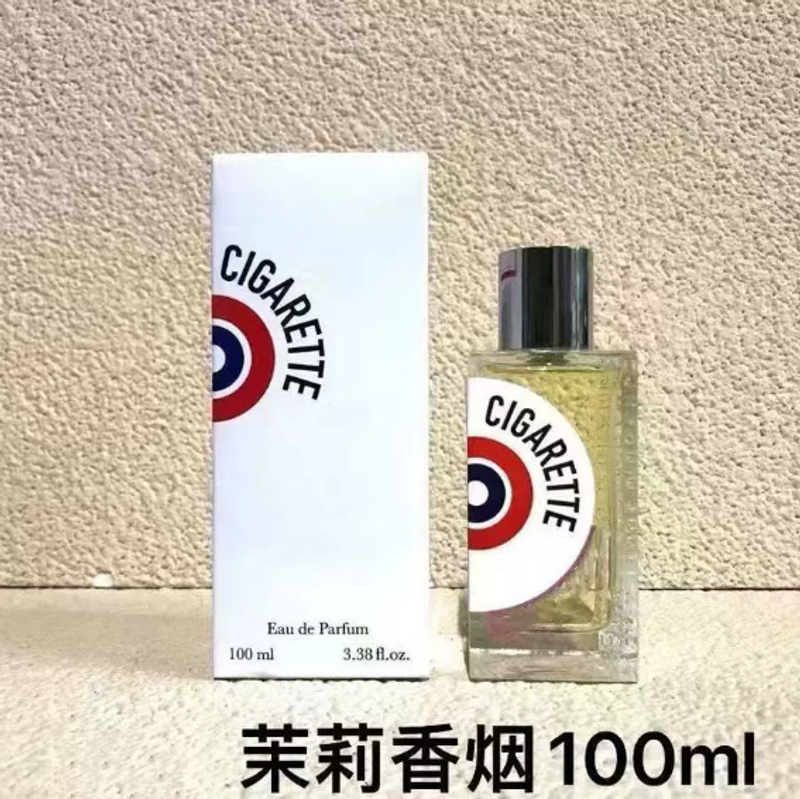 CIGARETTE
Eau de Parfum
100 ml 3.38 fl.oz.
CIGARETTE
茉莉香烟100ml